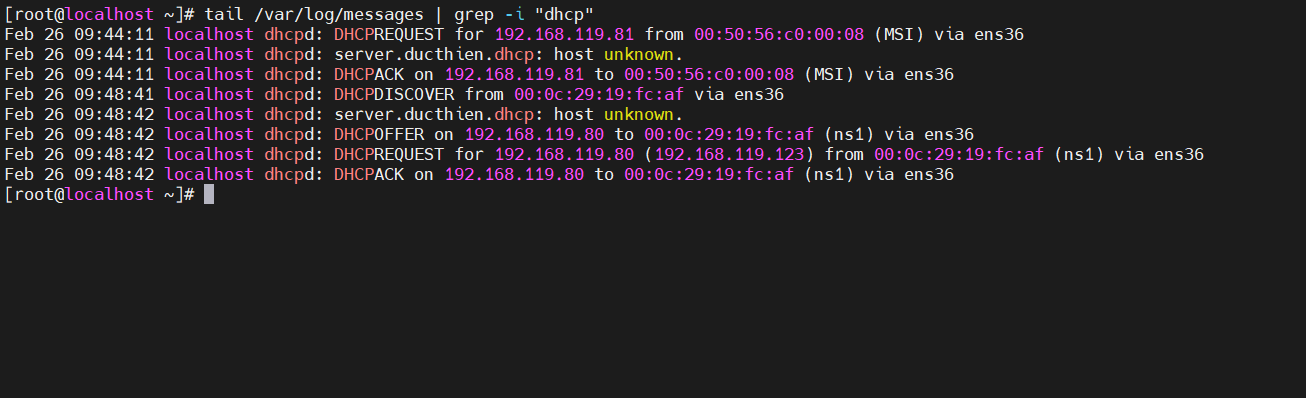 [root@localhost ~]# tail /var/log/messages | grep -i "dhcp"
Feb 26 09:44:11 localhost dhcpd: DHCPREQUEST for 192.168.119.81 from 00:50:56:c0:00:08 (MSI) via ens36
Feb 26 09:44:11 localhost dhcpd: server.ducthien.dhcp: host unknown.
Feb 26 09:44:11 localhost dhcpd: DHCPACK on 192.168.119.81 to 00:50:56:c0:00:08 (MSI) via ens36
Feb 26 09:48:41 localhost dhcpd: DHCPDISCOVER from 00:0c:29:19:fc:af via ens36
Feb 26 09:48:42 localhost dhcpd: server.ducthien.dhcp: host unknown.
Feb 26 09:48:42 localhost dhcpd: DHCPOFFER on 192.168.119.80 to 00:0c:29:19:fc:af (ns1) via ens36
Feb 26 09:48:42 localhost dhcpd: DHCPREQUEST for 192.168.119.80 (192.168.119.123) from 00:0c:29:19:fc:af (ns1) via ens36
Feb 26 09:48:42 localhost dhcpd: DHCPACK on 192.168.119.80 to 00:0c:29:19:fc:af (ns1) via ens36
[root@localhost ~]#